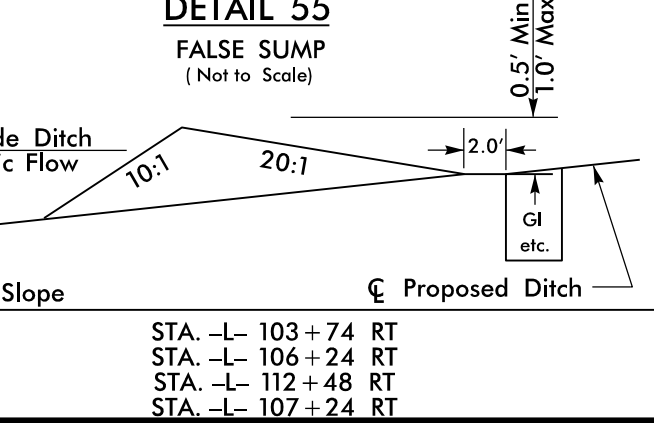 DETAIL 55
FALSE SUMP
( Not to Scale)
0.5' Min
1.0' Max
Ditch
Flow
10:1
20:1
2.0'
GI
etc.
Slope
℄ Proposed Ditch
STA. –L– 103+74 RT
STA. –L– 106+24 RT
STA. –L– 112+48 RT
STA. –L– 107+24 RT